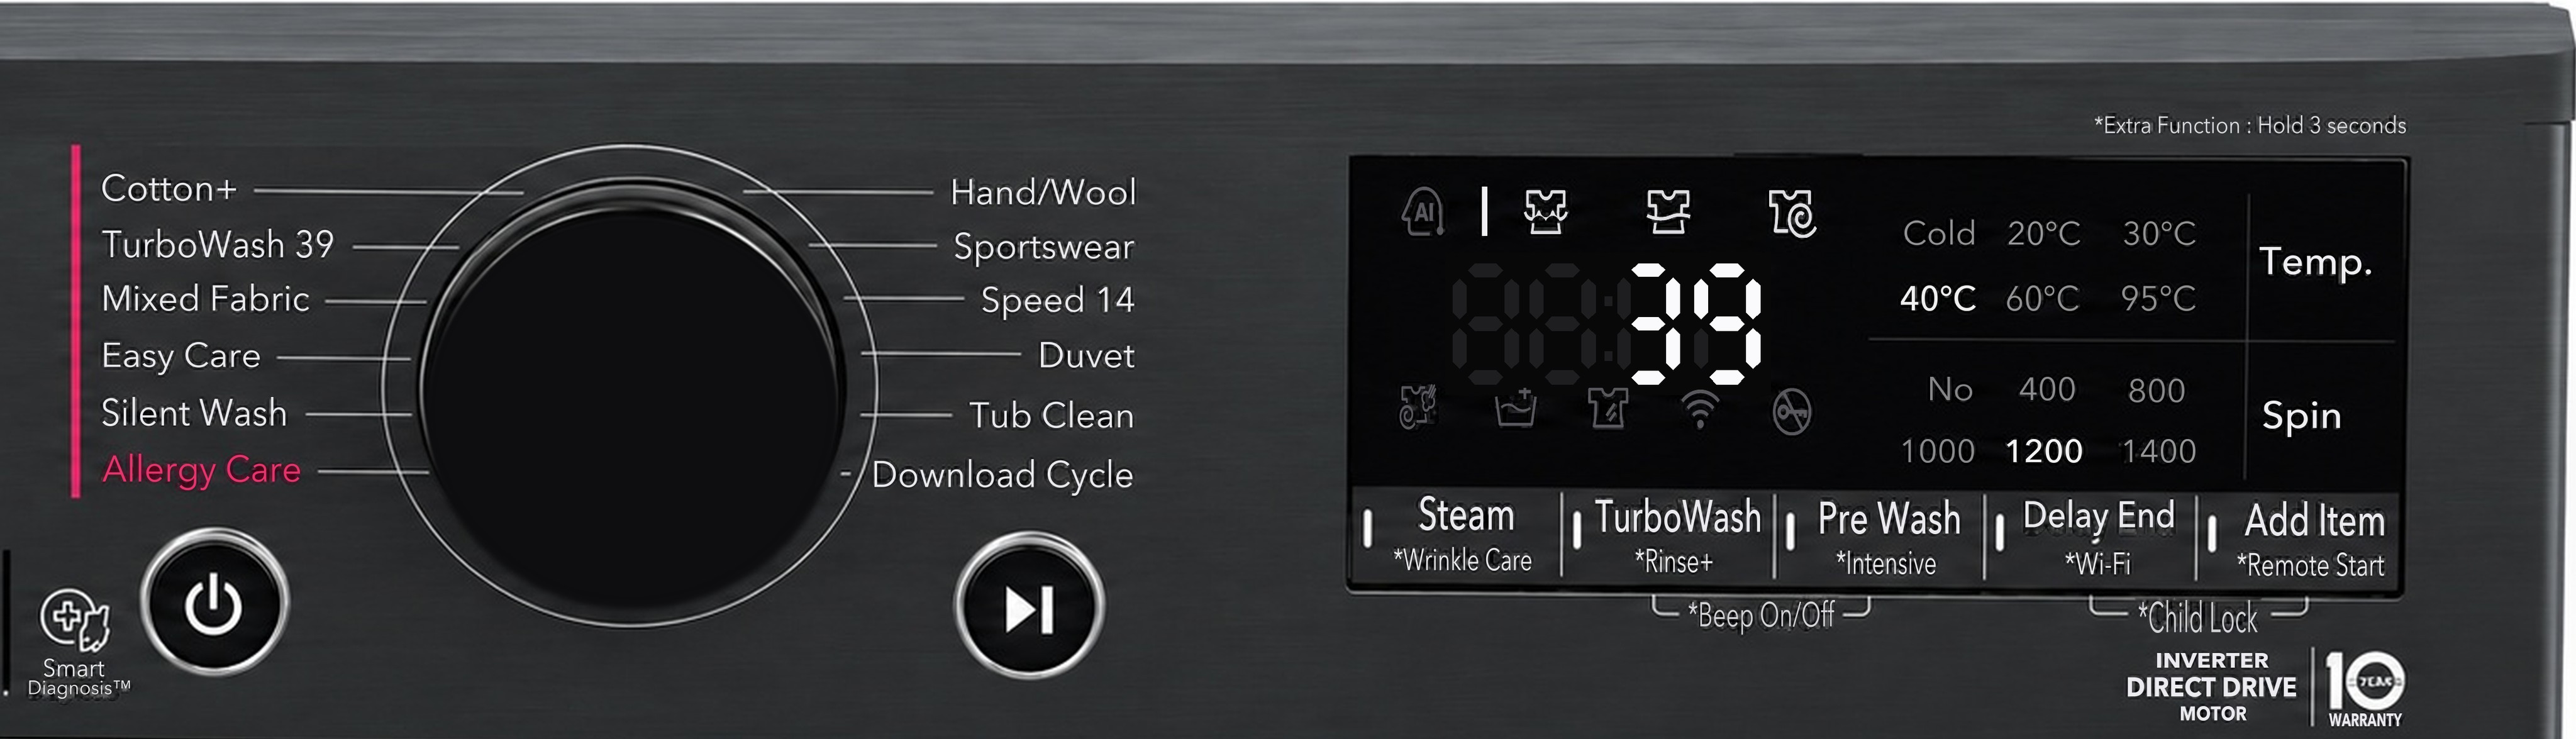 *Extra Function : Hold 3 seconds
Cotton+
TurboWash 39
Mixed Fabric
Easy Care
Silent Wash
Allergy Care
Hand/Wool
Sportswear
Speed 14
Duvet
Tub Clean
Download Cycle
AI
39
Cold 20°C 30°C
40°C 60°C 95°C
Temp.
No 400 800
1000 1200 1400
Spin
Steam
*Wrinkle Care
TurboWash
*Rinse+
Pre Wash
*Intensive
Delay End
*Wi-Fi
Add Item
*Remote Start
*Beep On/Off
*Child Lock
Smart
Diagnosis™
INVERTER
DIRECT DRIVE
MOTOR
10
YEAR
WARRANTY